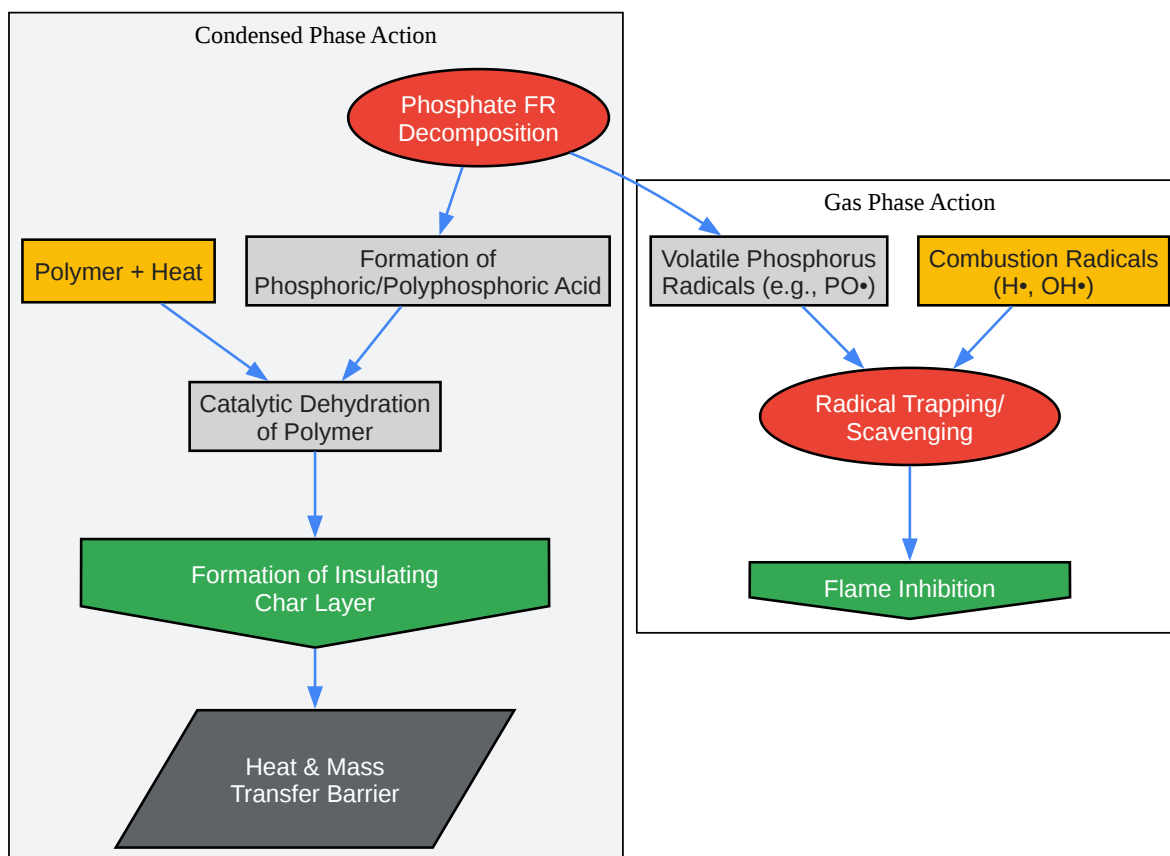 Condensed Phase Action
Phosphate FR
Decomposition
Gas Phase Action
Polymer + Heat
Formation of
Phosphoric/Polyphosphoric Acid
Volatile Phosphorus
Radicals (e.g., PO•)
Combustion Radicals
(H•, OH•)
Catalytic Dehydration
of Polymer
Radical Trapping/
Scavenging
Formation of Insulating
Char Layer
Flame Inhibition
Heat & Mass
Transfer Barrier